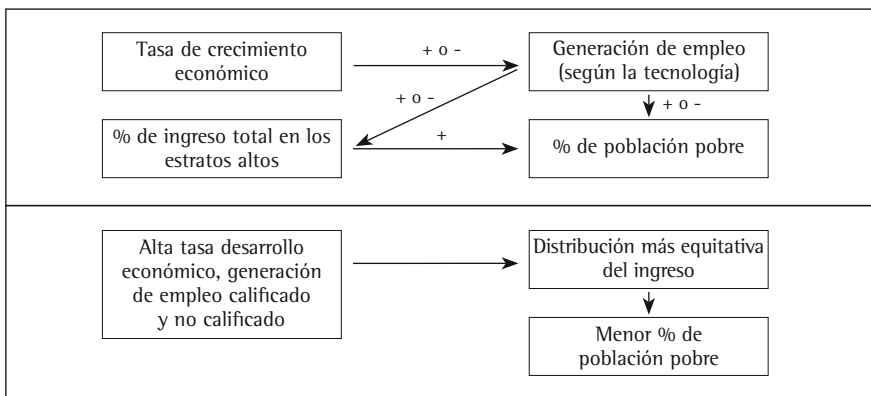 Tasa de crecimiento
económico
+ o -
Generación de empleo
(según la tecnología)
+ o -
+ o -
% de ingreso total en los
estratos altos
+
% de población pobre
Alta tasa desarrollo
económico, generación
de empleo calificado
y no calificado
Distribución más equitativa
del ingreso
Menor % de
población pobre